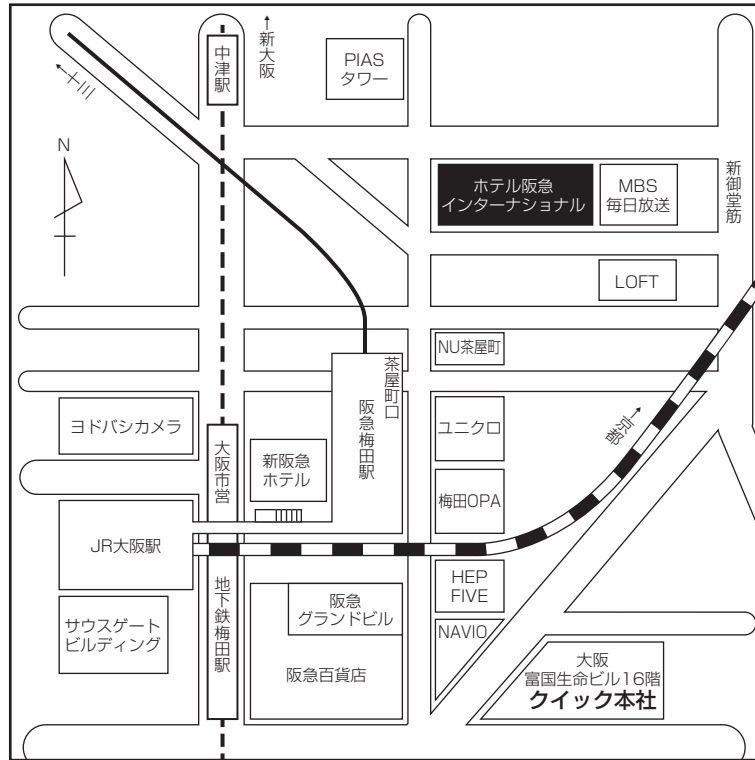 ↑新大阪
中津駅
PIAS
タワー
←十三
N
新御堂筋
ホテル阪急
インターナショナル
MBS
毎日放送
LOFT
NU茶屋町
茶屋町口
阪急梅田駅
ヨドバシカメラ
大阪市営
地下鉄梅田駅
新阪急
ホテル
ユニクロ
→京都
梅田OPA
JR大阪駅
HEP
FIVE
阪急
グランドビル
NAVIO
サウスゲート
ビルディング
阪急百貨店
大阪
富国生命ビル16階
クイック本社